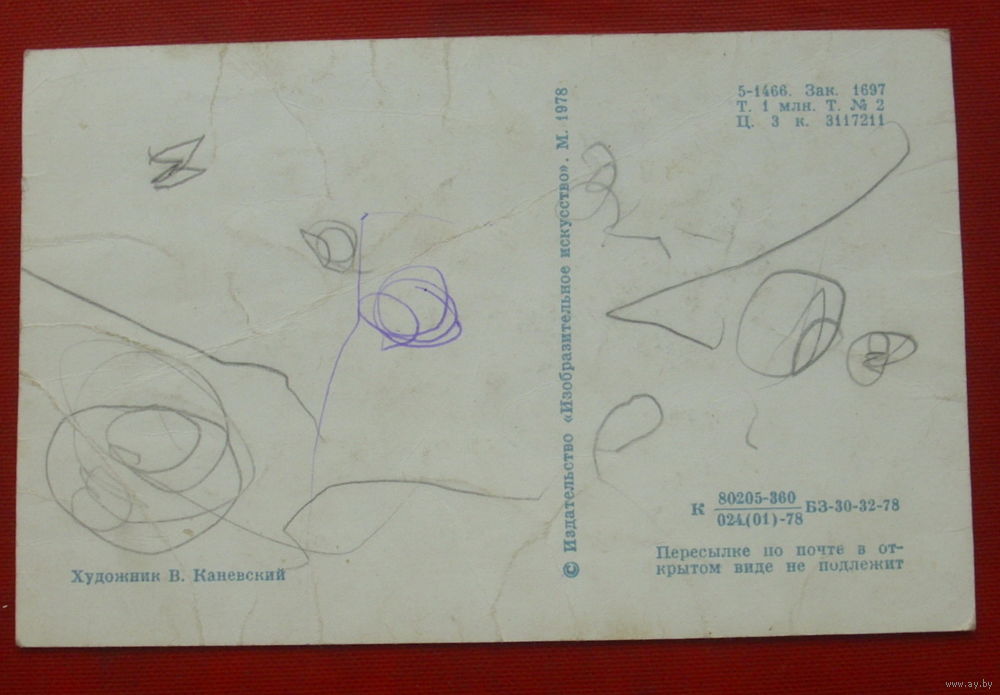 5-1466. Зак. 1697
Т. 1 млн. Т. № 2
Ц. 3 к. 3117211
© Издательство «Изобразительное искусство». М. 1978
К 80205-360 БЗ-30-32-78
024(01)-78
Пересылке по почте в от-
крытом виде не подлежит
Художник В. Каневский
www.ay.by